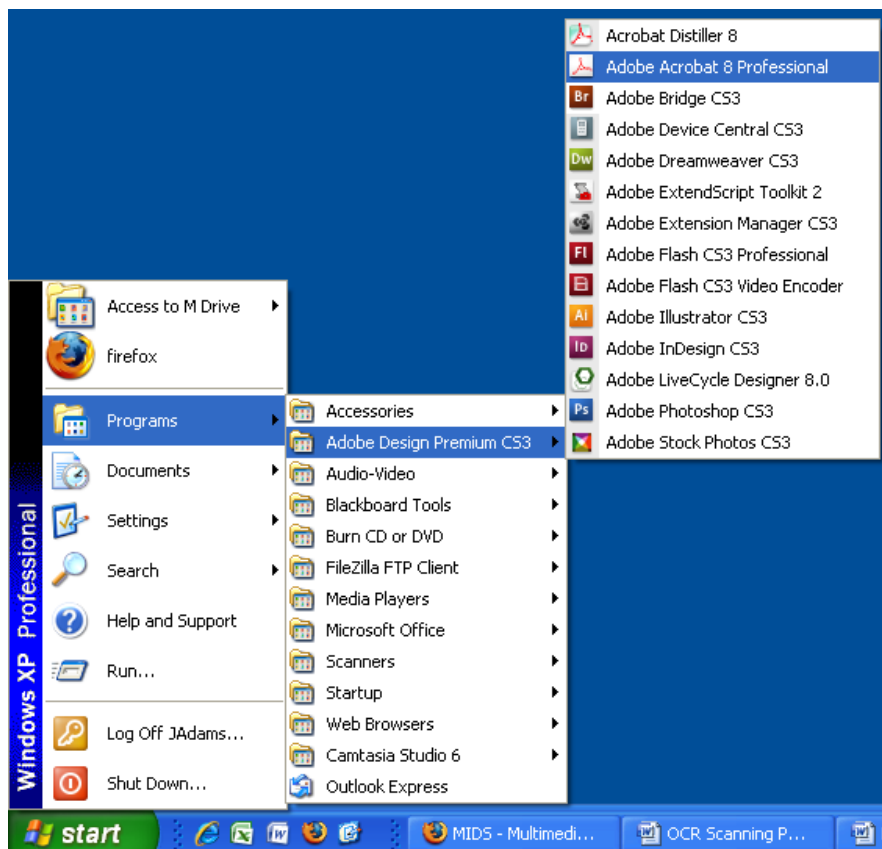 Acrobat Distiller 8
Adobe Acrobat 8 Professional
Br Adobe Bridge CS3
Adobe Device Central CS3
Dw Adobe Dreamweaver CS3
Adobe ExtendScript Toolkit 2
Adobe Extension Manager CS3
Fl Adobe Flash CS3 Professional
Adobe Flash CS3 Video Encoder
Ai Adobe Illustrator CS3
ID Adobe InDesign CS3
Adobe LiveCycle Designer 8.0
Ps Adobe Photoshop CS3
Adobe Stock Photos CS3
Access to M Drive
firefox
Programs
Documents
Settings
Search
Help and Support
Run...
Log Off JAdams...
Shut Down...
Windows XP Professional
Accessories
Adobe Design Premium CS3
Audio-Video
Blackboard Tools
Burn CD or DVD
FileZilla FTP Client
Media Players
Microsoft Office
Scanners
Startup
Web Browsers
Camtasia Studio 6
Outlook Express
start
MIDS - Multimedi...
OCR Scanning P...